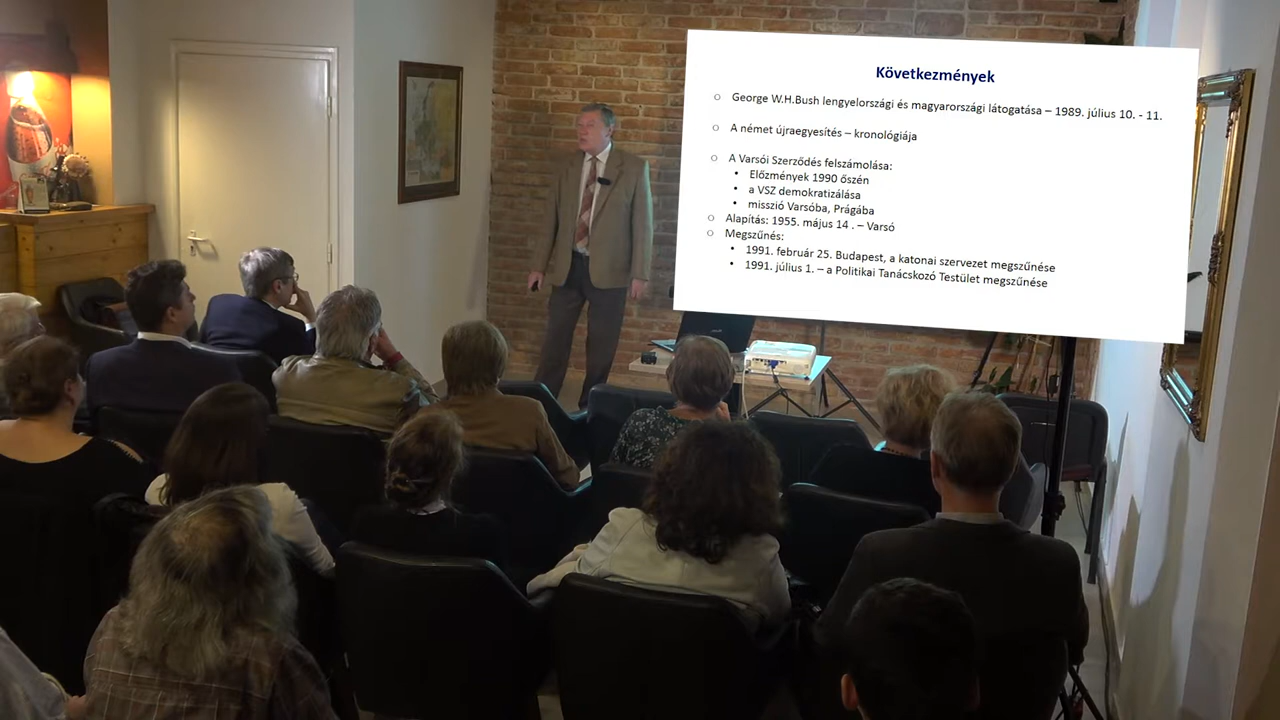 Következmények
○ George W.H.Bush lengyelországi és magyarországi látogatása – 1989. július 10. - 11.
○ A német újraegyesítés – kronológiája
○ A Varsói Szerződés felszámolása:
• Előzmények 1990 őszén
• a VSZ demokratizálása
• misszió Varsóba, Prágába
○ Alapítás: 1955. május 14 . – Varsó
○ Megszűnés:
• 1991. február 25. Budapest, a katonai szervezet megszűnése
• 1991. július 1. – a Politikai Tanácskozó Testület megszűnése